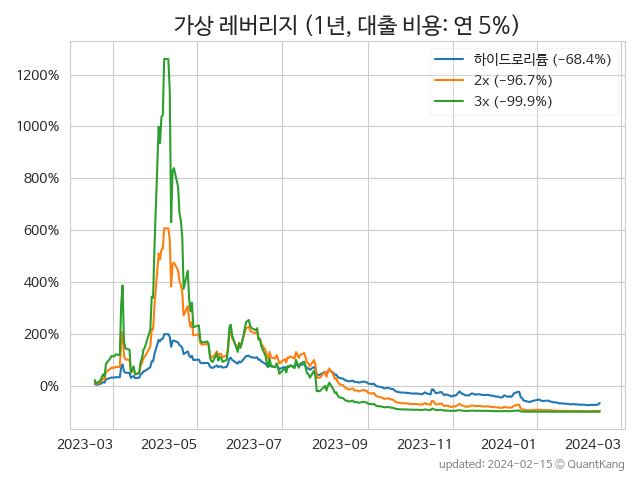 가상 레버리지 (1년, 대출 비용: 연 5%)
하이드로리튬 (-68.4%)
2x (-96.7%)
3x (-99.9%)
1200%
1000%
800%
600%
400%
200%
0%
2023-03 2023-05 2023-07 2023-09 2023-11 2024-01 2024-03
updated: 2024-02-15 © QuantKang